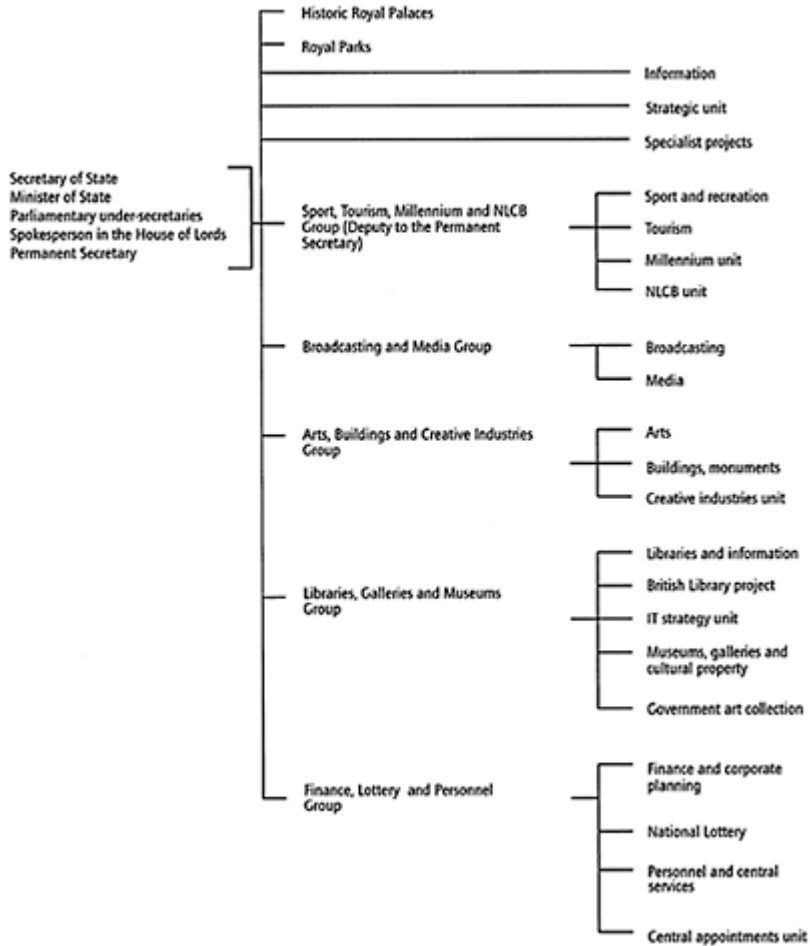 Historic Royal Palaces
Royal Parks
Information
Strategic unit
Specialist projects
Secretary of State
Minister of State
Parliamentary under-secretaries
Spokesperson in the House of Lords
Permanent Secretary
Sport, Tourism, Millennium and NLCB
Group (Deputy to the Permanent
Secretary)
Sport and recreation
Tourism
Millennium unit
NLCB unit
Broadcasting and Media Group
Broadcasting
Media
Arts, Buildings and Creative Industries
Group
Arts
Buildings, monuments
Creative industries unit
Libraries, Galleries and Museums
Group
Libraries and information
British Library project
IT strategy unit
Museums, galleries and
cultural property
Government art collection
Finance, Lottery and Personnel
Group
Finance and corporate
planning
National Lottery
Personnel and central
services
Central appointments unit